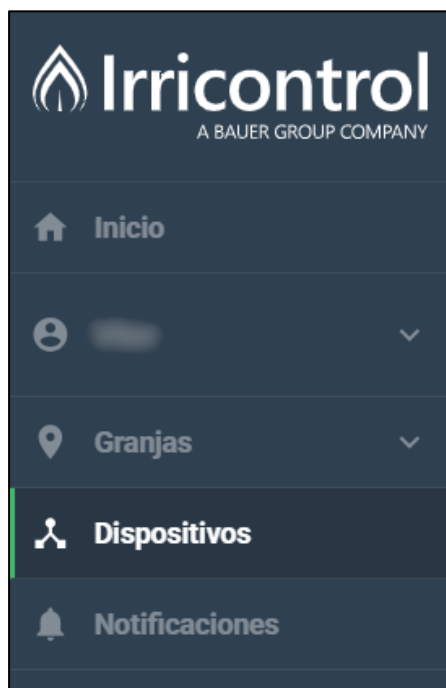 Irricontrol
A BAUER GROUP COMPANY
Inicio
Granjas
Dispositivos
Notificaciones